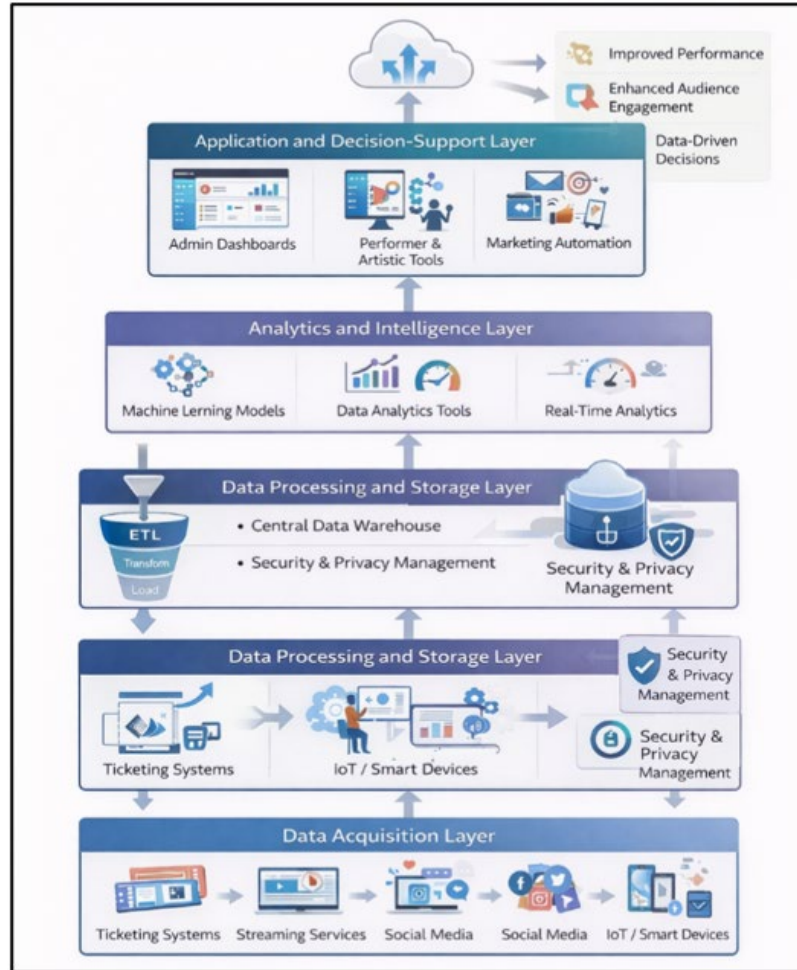 Improved Performance
Enhanced Audience
Engagement
Data-Driven
Decisions
Application and Decision-Support Layer
Admin Dashboards
Performer &
Artistic Tools
Marketing Automation
Analytics and Intelligence Layer
Machine Lerning Models
Data Analytics Tools
Real-Time Analytics
Data Processing and Storage Layer
ETL
Transform
Load
• Central Data Warehouse
• Security & Privacy Management
Security & Privacy
Management
Data Processing and Storage Layer
Ticketing Systems
IoT / Smart Devices
Security
& Privacy
Management
Security &
Privacy
Management
Data Acquisition Layer
Ticketing Systems
Streaming Services
Social Media
Social Media
IoT / Smart Devices